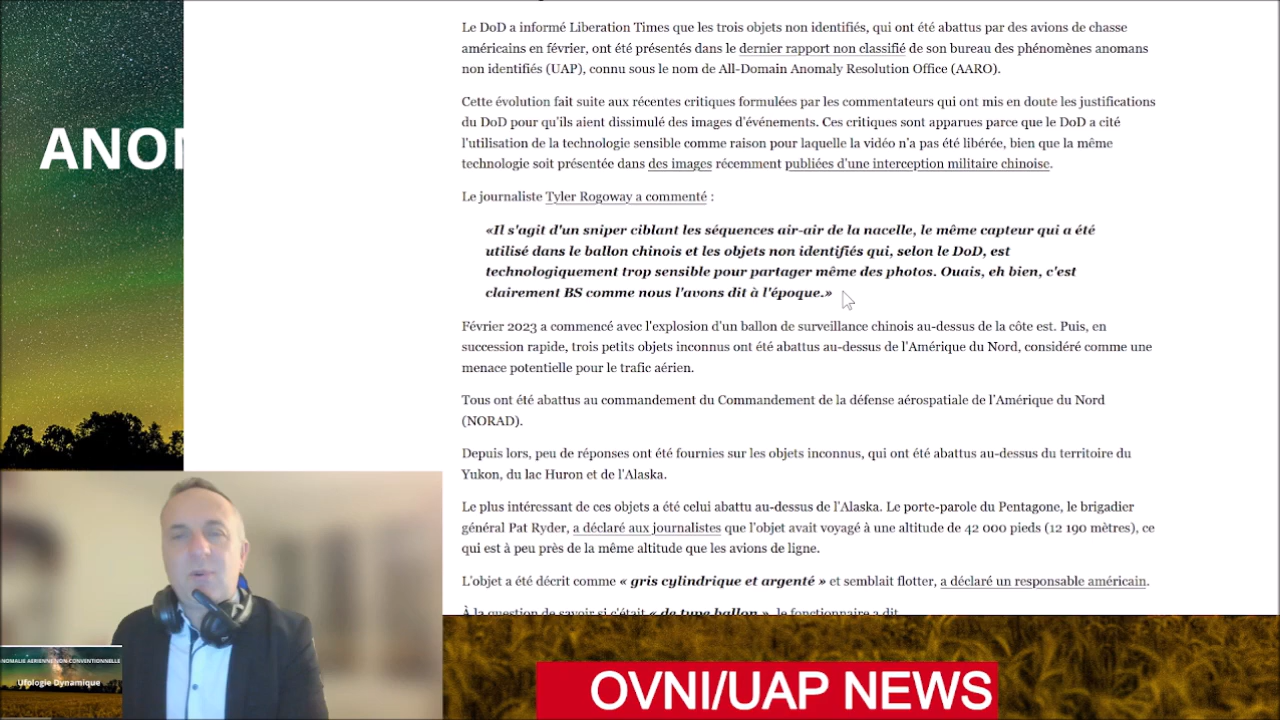 Le DoD a informé Liberation Times que les trois objets non identifiés, qui ont été abattus par des avions de chasse
américains en février, ont été présentés dans le dernier rapport non classifié de son bureau des phénomènes anomans
non identifiés (UAP), connu sous le nom de All-Domain Anomaly Resolution Office (AARO).
Cette évolution fait suite aux récentes critiques formulées par les commentateurs qui ont mis en doute les justifications
du DoD pour qu'ils aient dissimulé des images d'événements. Ces critiques sont apparues parce que le DoD a cité
l'utilisation de la technologie sensible comme raison pour laquelle la vidéo n'a pas été libérée, bien que la même
technologie soit présentée dans des images récemment publiées d'une interception militaire chinoise.
Le journaliste Tyler Rogoway a commenté :
«Il s'agit d'un sniper ciblant les séquences air-air de la nacelle, le même capteur qui a été
utilisé dans le ballon chinois et les objets non identifiés qui, selon le DoD, est
technologiquement trop sensible pour partager même des photos. Ouais, eh bien, c'est
clairement BS comme nous l'avons dit à l'époque.»
Février 2023 a commencé avec l'explosion d'un ballon de surveillance chinois au-dessus de la côte est. Puis, en
succession rapide, trois petits objets inconnus ont été abattus au-dessus de l'Amérique du Nord, considéré comme une
menace potentielle pour le trafic aérien.
Tous ont été abattus au commandement du Commandement de la défense aérospatiale de l'Amérique du Nord
(NORAD).
Depuis lors, peu de réponses ont été fournies sur les objets inconnus, qui ont été abattus au-dessus du territoire du
Yukon, du lac Huron et de l'Alaska.
Le plus intéressant de ces objets a été celui abattu au-dessus de l'Alaska. Le porte-parole du Pentagone, le brigadier
général Pat Ryder, a déclaré aux journalistes que l'objet avait voyagé à une altitude de 42 000 pieds (12 190 mètres), ce
qui est à peu près de la même altitude que les avions de ligne.
L'objet a été décrit comme « gris cylindrique et argenté » et semblait flotter, a déclaré un responsable américain.
À la question de savoir si c'était « de type ballon », le fonctionnaire a dit
ANO
NOMALIE AERIENNE NON-CONVENTIONNELLE
Ufologie Dynamique
OVNI/UAP NEWS